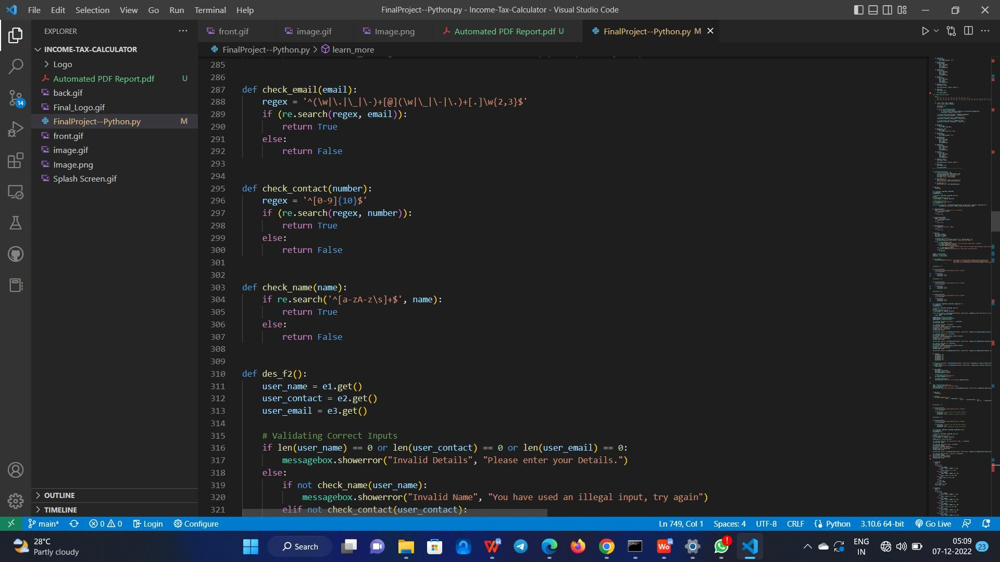 File Edit Selection View Go Run Terminal Help
FinalProject--Python.py - Income-Tax-Calculator - Visual Studio Code
EXPLORER
front.gif
image.gif
Image.png
Automated PDF Report.pdf U
FinalProject--Python.py M
INCOME-TAX-CALCULATOR
Logo
Automated PDF Report.pdf U
back.gif
Final_Logo.gif
FinalProject--Python.py M
front.gif
image.gif
Image.png
Splash Screen.gif
OUTLINE
TIMELINE
14
FinalProject--Python.py > learn_more
285
286
287 def check_email(email):
288 regex = '^(\w|\.|\_|\-)+[@](\w|\_|\-|\.)+[.]\w{2,3}$'
289 if (re.search(regex, email)):
290 return True
291 else:
292 return False
293
294
295 def check_contact(number):
296 regex = '^[0-9]{10}$'
297 if (re.search(regex, number)):
298 return True
299 else:
300 return False
301
302
303 def check_name(name):
304 if re.search('^[a-zA-z\s]+$', name):
305 return True
306 else:
307 return False
308
309
310 def des_f2():
311 user_name = e1.get()
312 user_contact = e2.get()
313 user_email = e3.get()
314
315 # Validating Correct Inputs
316 if len(user_name) == 0 or len(user_contact) == 0 or len(user_email) == 0:
317 messagebox.showerror("Invalid Details", "Please enter your Details.")
318 else:
319 if not check_name(user_name):
320 messagebox.showerror("Invalid Name", "You have used an illegal input, try again")
321 elif not check_contact(user_contact):
main* 0 0 Login Configure
Ln 749, Col 1 Spaces: 4 UTF-8 CRLF Python 3.10.6 64-bit Go Live
28°C
Partly cloudy
Search
Wo
ENG
IN
05:09
07-12-2022
23